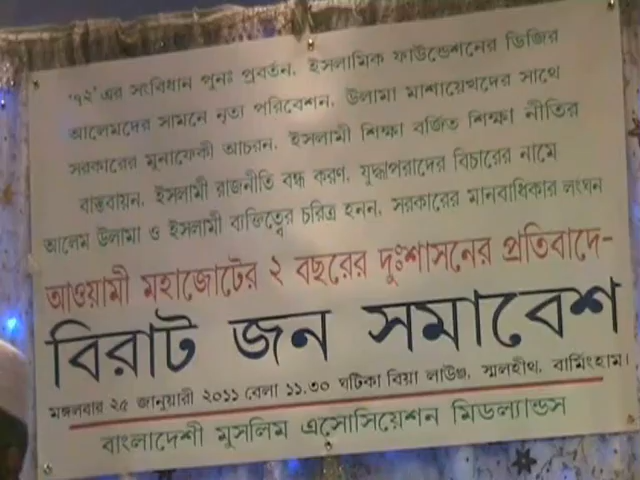 '৭২'এর সংবিধান পুনঃ প্রবর্তন, ইসলামিক ফাউন্ডেশনের ডিজির
আলেমদের সামনে নৃত্য পরিবেশন, উলামা মাশায়েখদের সাথে
সরকারের মুনাফেকী আচরন, ইসলামী শিক্ষা বর্জিত শিক্ষা নীতির
বাস্তবায়ন, ইসলামী রাজনীতি বন্ধ করণ, যুদ্ধাপরাদের বিচারের নামে
আলেম উলামা ও ইসলামী ব্যক্তিত্বের চরিত্র হনন, সরকারের মানবাধিকার লংঘন
আওয়ামী মহাজোটের ২ বছরের দুঃশাসনের প্রতিবাদে-
বিরাট জন সমাবেশ
মঙ্গলবার ২৫ জানুয়ারী ২০১১ বেলা ১১.৩০ ঘটিকা বিয়া লাউঞ্জ, স্মলহীথ, বার্মিংহাম।
বাংলাদেশী মুসলিম এসোসিয়েশন মিডল্যান্ডস